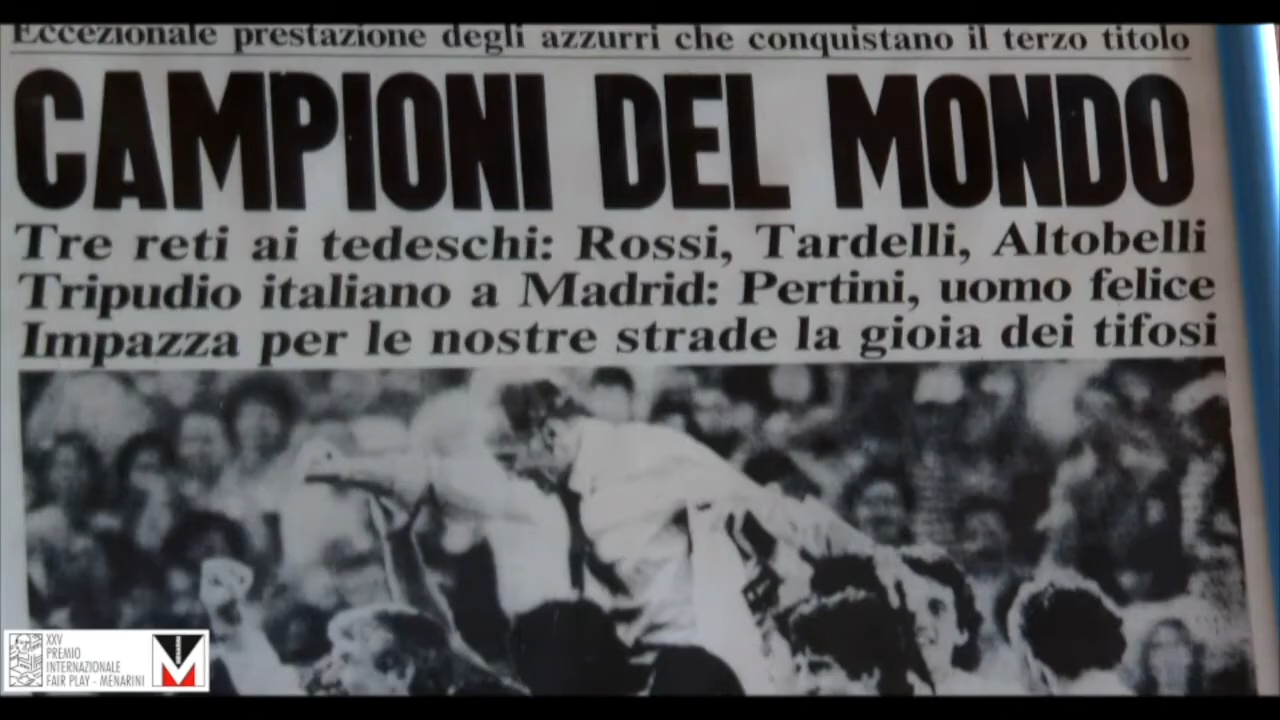 Eccezionale prestazione degli azzurri che conquistano il terzo titolo
CAMPIONI DEL MONDO
Tre reti ai tedeschi: Rossi, Tardelli, Altobelli
Tripudio italiano a Madrid: Pertini, uomo felice
Impazza per le nostre strade la gioia dei tifosi
XXV
PREMIO
INTERNAZIONALE
FAIR PLAY - MENARINI
MENARINI